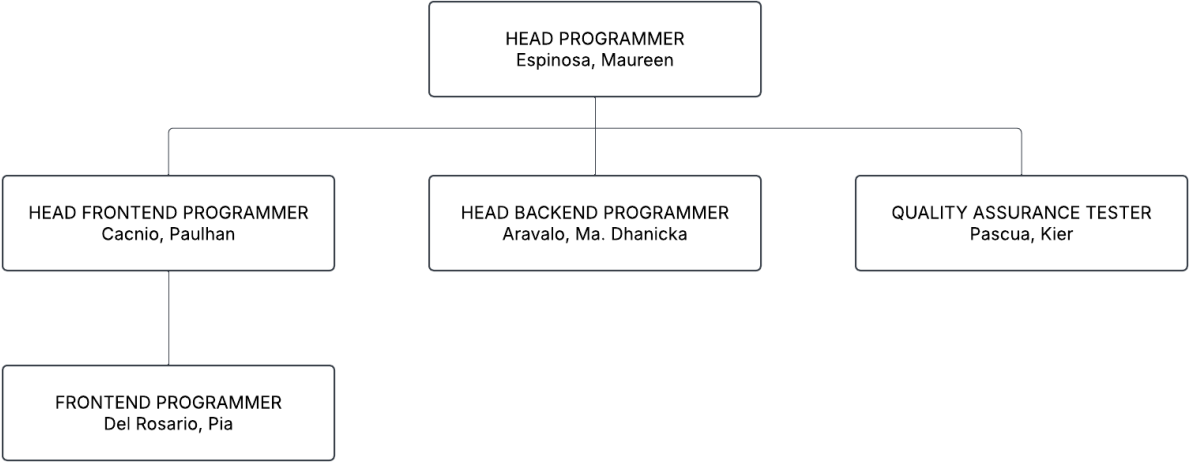 HEAD PROGRAMMER
Espinosa, Maureen
HEAD FRONTEND PROGRAMMER
Cacnio, Paulhan
HEAD BACKEND PROGRAMMER
Aravalo, Ma. Dhanicka
QUALITY ASSURANCE TESTER
Pascua, Kier
FRONTEND PROGRAMMER
Del Rosario, Pia